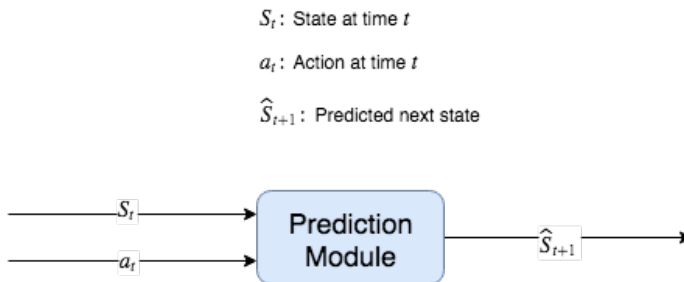 S_t: State at time t
a_t: Action at time t
Ŝ_{t+1}: Predicted next state
S_t
Prediction
Module
a_t
Ŝ_{t+1}